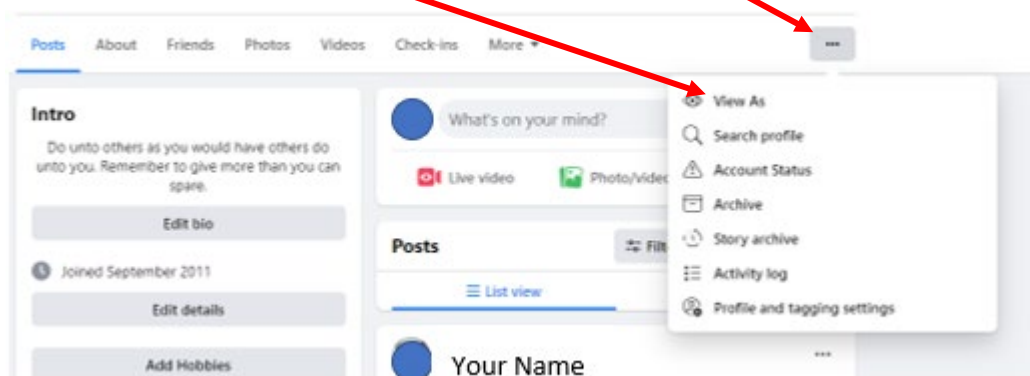 Posts About Friends Photos Videos Check-ins More
Intro
Do unto others as you would have others do
unto you. Remember to give more than you can
spare.
Edit bio
Joined September 2011
Edit details
Add Hobbies
What's on your mind?
Live video Photo/video
Posts
List view
Your Name
View As
Search profile
Account Status
Archive
Story archive
Activity log
Profile and tagging settings